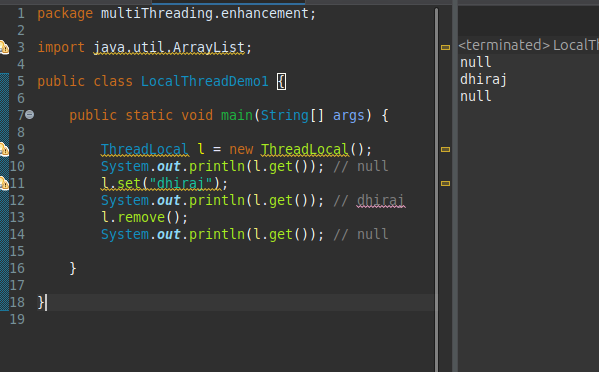 1 package multiThreading.enhancement;
2
3 import java.util.ArrayList;
4
5 public class LocalThreadDemo1 {
6
7 public static void main(String[] args) {
8
9 ThreadLocal l = new ThreadLocal();
10 System.out.println(l.get()); // null
11 l.set("dhiraj");
12 System.out.println(l.get()); // dhiraj
13 l.remove();
14 System.out.println(l.get()); // null
15
16 }
17
18 }
19
<terminated> LocalTh
null
dhiraj
null